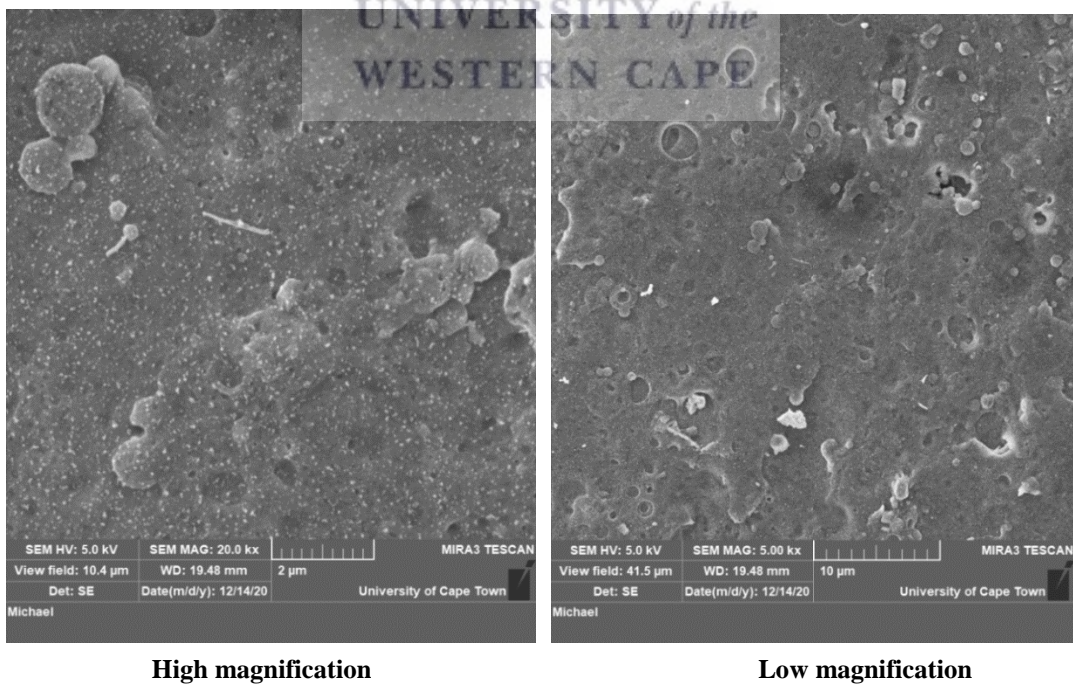 UNIVERSITY of the
WESTERN CAPE
SEM HV: 5.0 kV SEM MAG: 20.0 kx MIRA3 TESCAN
View field: 10.4 µm WD: 19.48 mm 2 µm
Det: SE Date(m/d/y): 12/14/20 University of Cape Town
Michael
SEM HV: 5.0 kV SEM MAG: 5.00 kx MIRA3 TESCAN
View field: 41.5 µm WD: 19.48 mm 10 µm
Det: SE Date(m/d/y): 12/14/20 University of Cape Town
Michael
High magnification
Low magnification